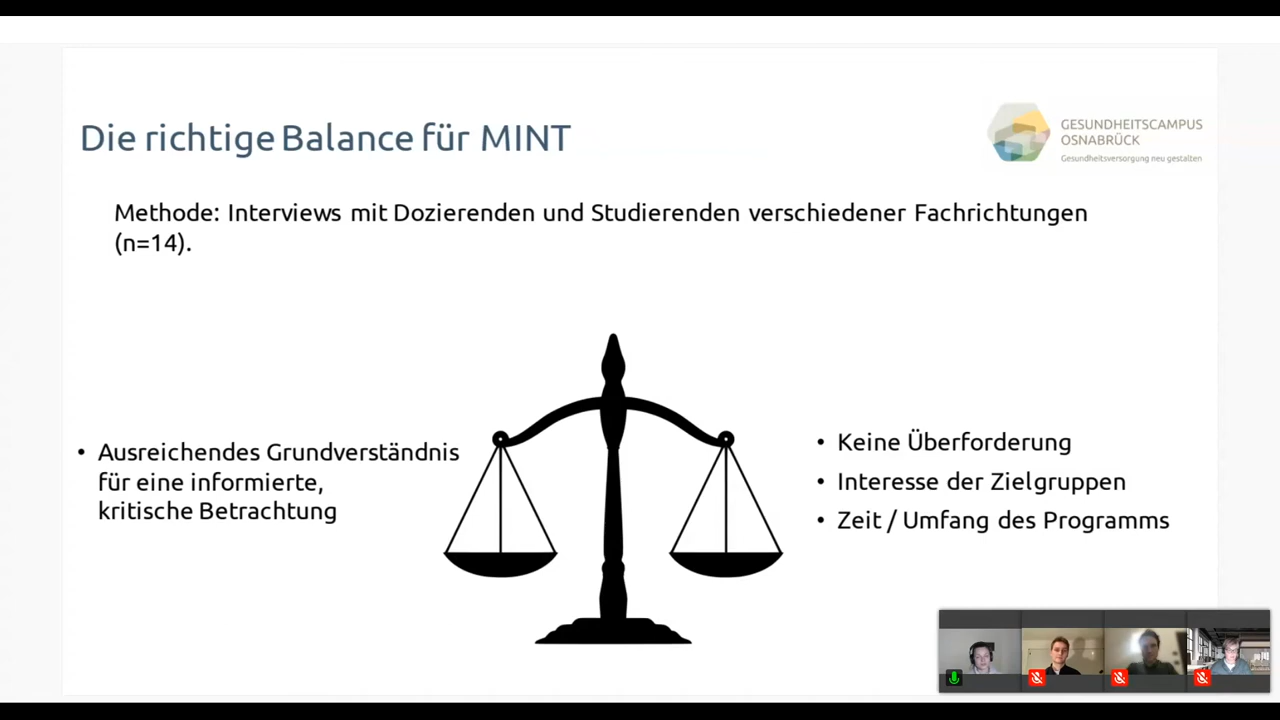 Die richtige Balance für MINT
GESUNDHEITSCAMPUS
OSNABRÜCK
Gesundheitsversorgung neu gestalten
Methode: Interviews mit Dozierenden und Studierenden verschiedener Fachrichtungen
(n=14).
• Ausreichendes Grundverständnis
für eine informierte,
kritische Betrachtung
• Keine Überforderung
• Interesse der Zielgruppen
• Zeit / Umfang des Programms